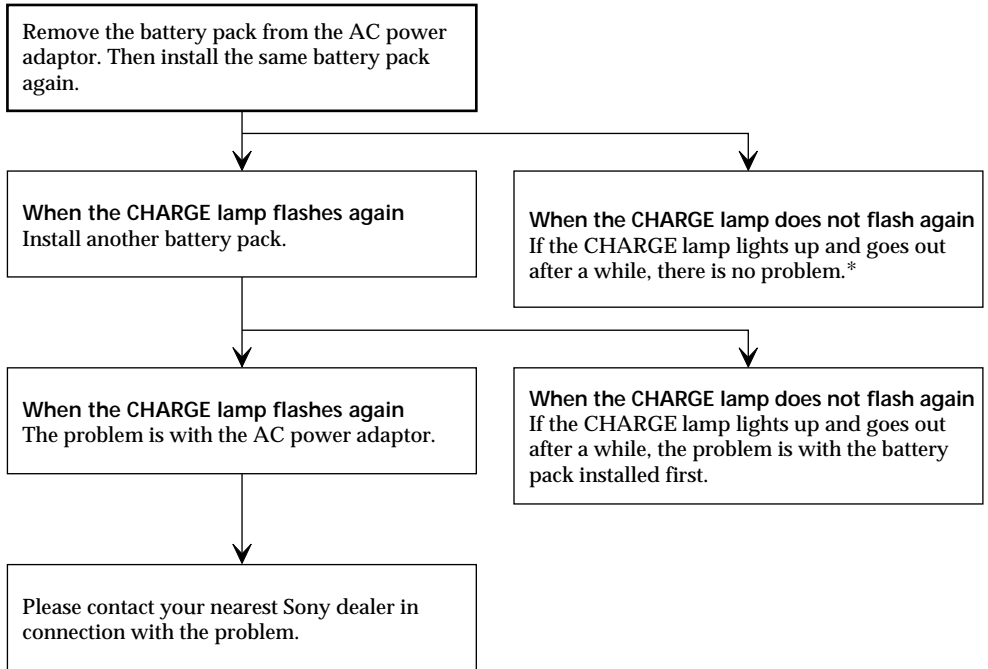 Remove the battery pack from the AC power
adaptor. Then install the same battery pack
again.
When the CHARGE lamp flashes again
Install another battery pack.
When the CHARGE lamp does not flash again
If the CHARGE lamp lights up and goes out
after a while, there is no problem.*
When the CHARGE lamp flashes again
The problem is with the AC power adaptor.
When the CHARGE lamp does not flash again
If the CHARGE lamp lights up and goes out
after a while, the problem is with the battery
pack installed first.
Please contact your nearest Sony dealer in
connection with the problem.